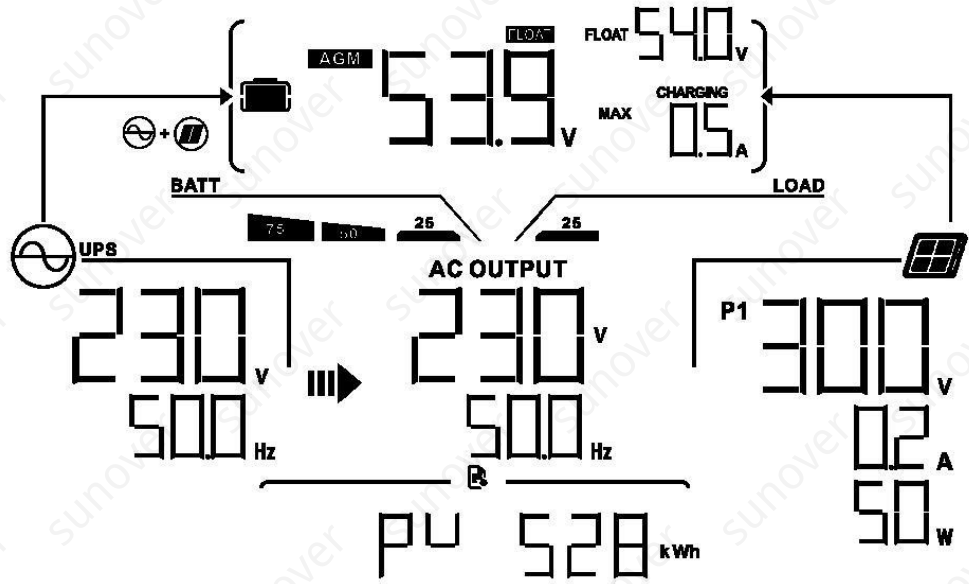 FLOAT
FLOAT 54.0 V
AGM
53.9 V
CHARGING
MAX 0.5 A
BATT
LOAD
75 50 25
25
UPS
AC OUTPUT
230 V
230 V
P1 300 V
50.0 Hz
50.0 Hz
0.2 A
50 W
PV 528 kWh
sunover